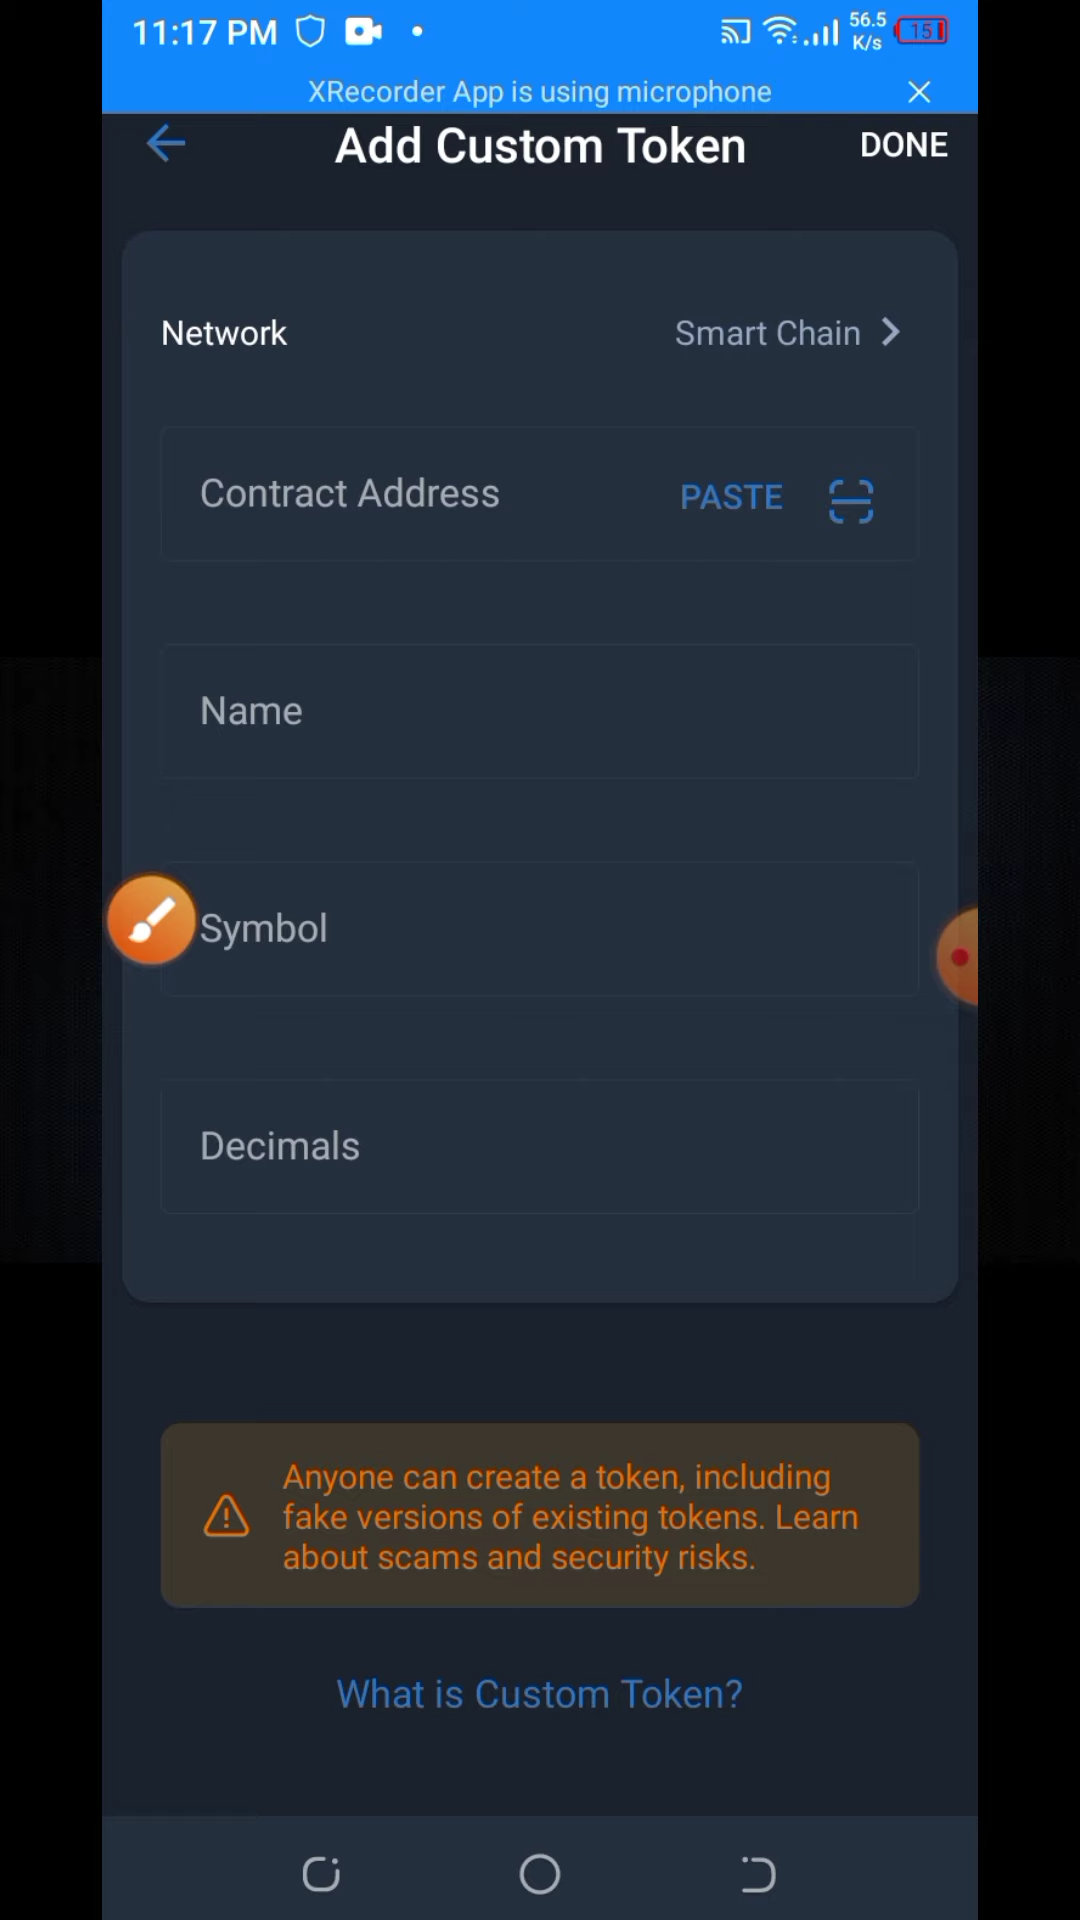 11:17 PM
56.5
K/s
15
XRecorder App is using microphone
Add Custom Token
DONE
Network
Smart Chain
Contract Address
PASTE
Name
Symbol
Decimals
Anyone can create a token, including
fake versions of existing tokens. Learn
about scams and security risks.
What is Custom Token?